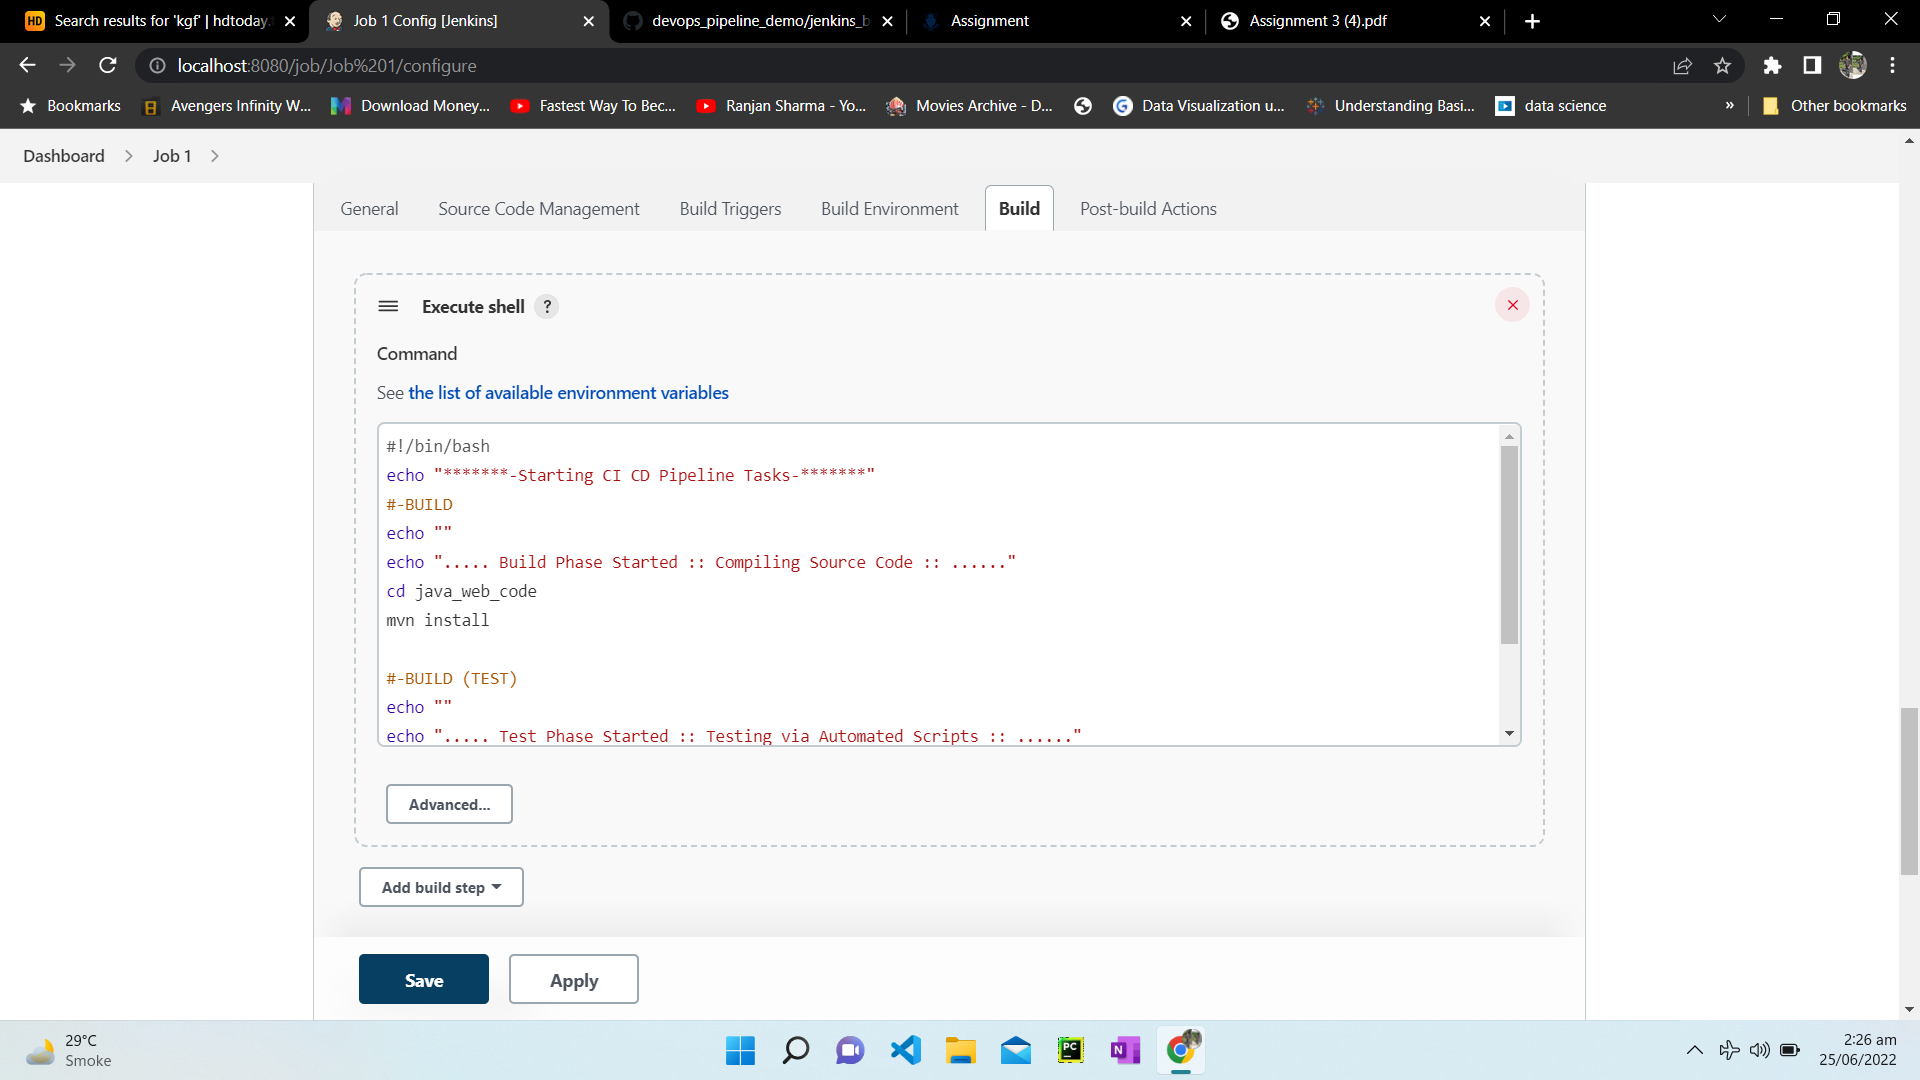 HD
Search results for 'kgf' | hdtoday.
Job 1 Config [Jenkins]
devops_pipeline_demo/jenkins_b
Assignment
Assignment 3 (4).pdf
localhost:8080/job/Job%201/configure
Bookmarks
Avengers Infinity W...
Download Money...
Fastest Way To Bec...
Ranjan Sharma - Yo...
Movies Archive - D...
Data Visualization u...
Understanding Basi...
data science
»
Other bookmarks
Dashboard
Job 1
General
Source Code Management
Build Triggers
Build Environment
Build
Post-build Actions
Execute shell
?
Command
See the list of available environment variables
#!/bin/bash
echo "*******-Starting CI CD Pipeline Tasks-*******"
#-BUILD
echo ""
echo "..... Build Phase Started :: Compiling Source Code :: ......"
cd java_web_code
mvn install
#-BUILD (TEST)
echo ""
echo "..... Test Phase Started :: Testing via Automated Scripts :: ......"
Advanced...
Add build step
Save
Apply
29°C
Smoke
PC
N
2:26 am
25/06/2022